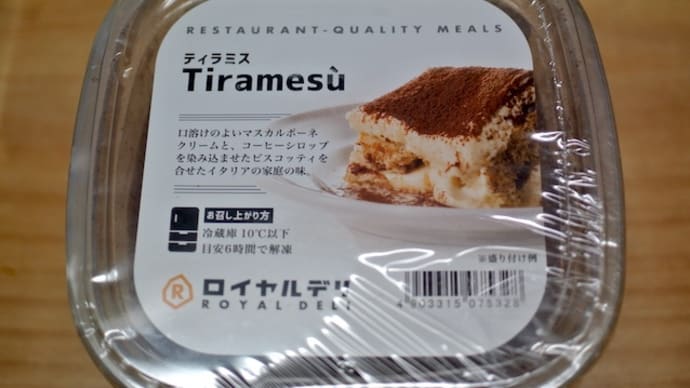 RESTAURANT-QUALITY MEALS
ティラミス
Tiramesù
口溶けのよいマスカルポーネ
クリームと、コーヒーシロップ
を染み込ませたビスコッティを
合せたイタリアの家庭の味。
お召し上がり方
冷蔵庫10℃以下
目安6時間で解凍
※盛り付け例
R ロイヤルデリ
ROYAL DELI
4 903315 075328